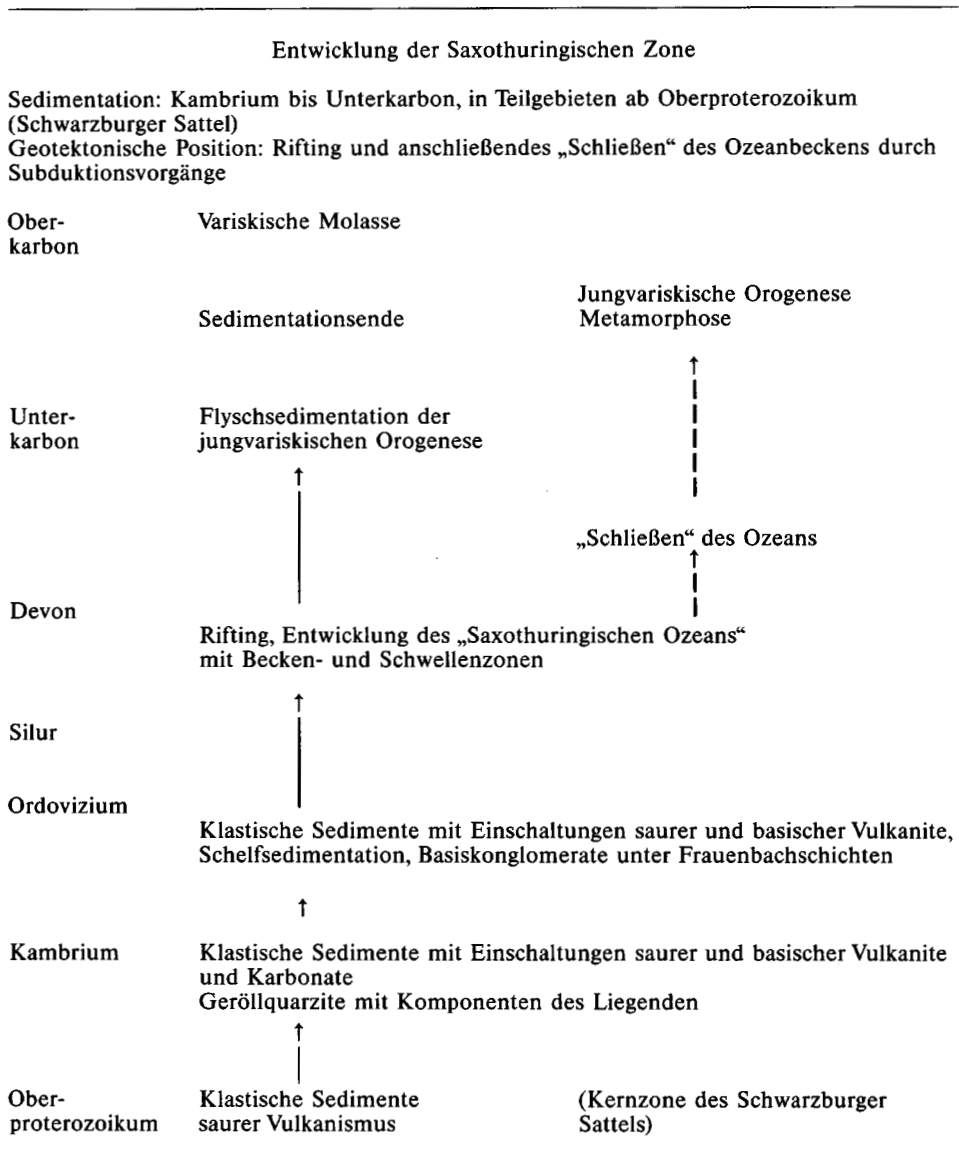 Entwicklung der Saxothuringischen Zone
Sedimentation: Kambrium bis Unterkarbon, in Teilgebieten ab Oberproterozoikum
(Schwarzburger Sattel)
Geotektonische Position: Rifting und anschließendes „Schließen“ des Ozeanbeckens durch
Subduktionsvorgänge
Ober-
karbon
Variskische Molasse
Sedimentationsende
Jungvariskische Orogenese
Metamorphose
Unter-
karbon
Flyschsedimentation der
jungvariskischen Orogenese
„Schließen“ des Ozeans
Devon
Rifting, Entwicklung des „Saxothuringischen Ozeans“
mit Becken- und Schwellenzonen
Silur
Ordovizium
Klastische Sedimente mit Einschaltungen saurer und basischer Vulkanite,
Schelfsedimentation, Basiskonglomerate unter Frauenbachschichten
Kambrium
Klastische Sedimente mit Einschaltungen saurer und basischer Vulkanite
und Karbonate
Geröllquarzite mit Komponenten des Liegenden
Ober-
proterozoikum
Klastische Sedimente
saurer Vulkanismus
(Kernzone des Schwarzburger
Sattels)